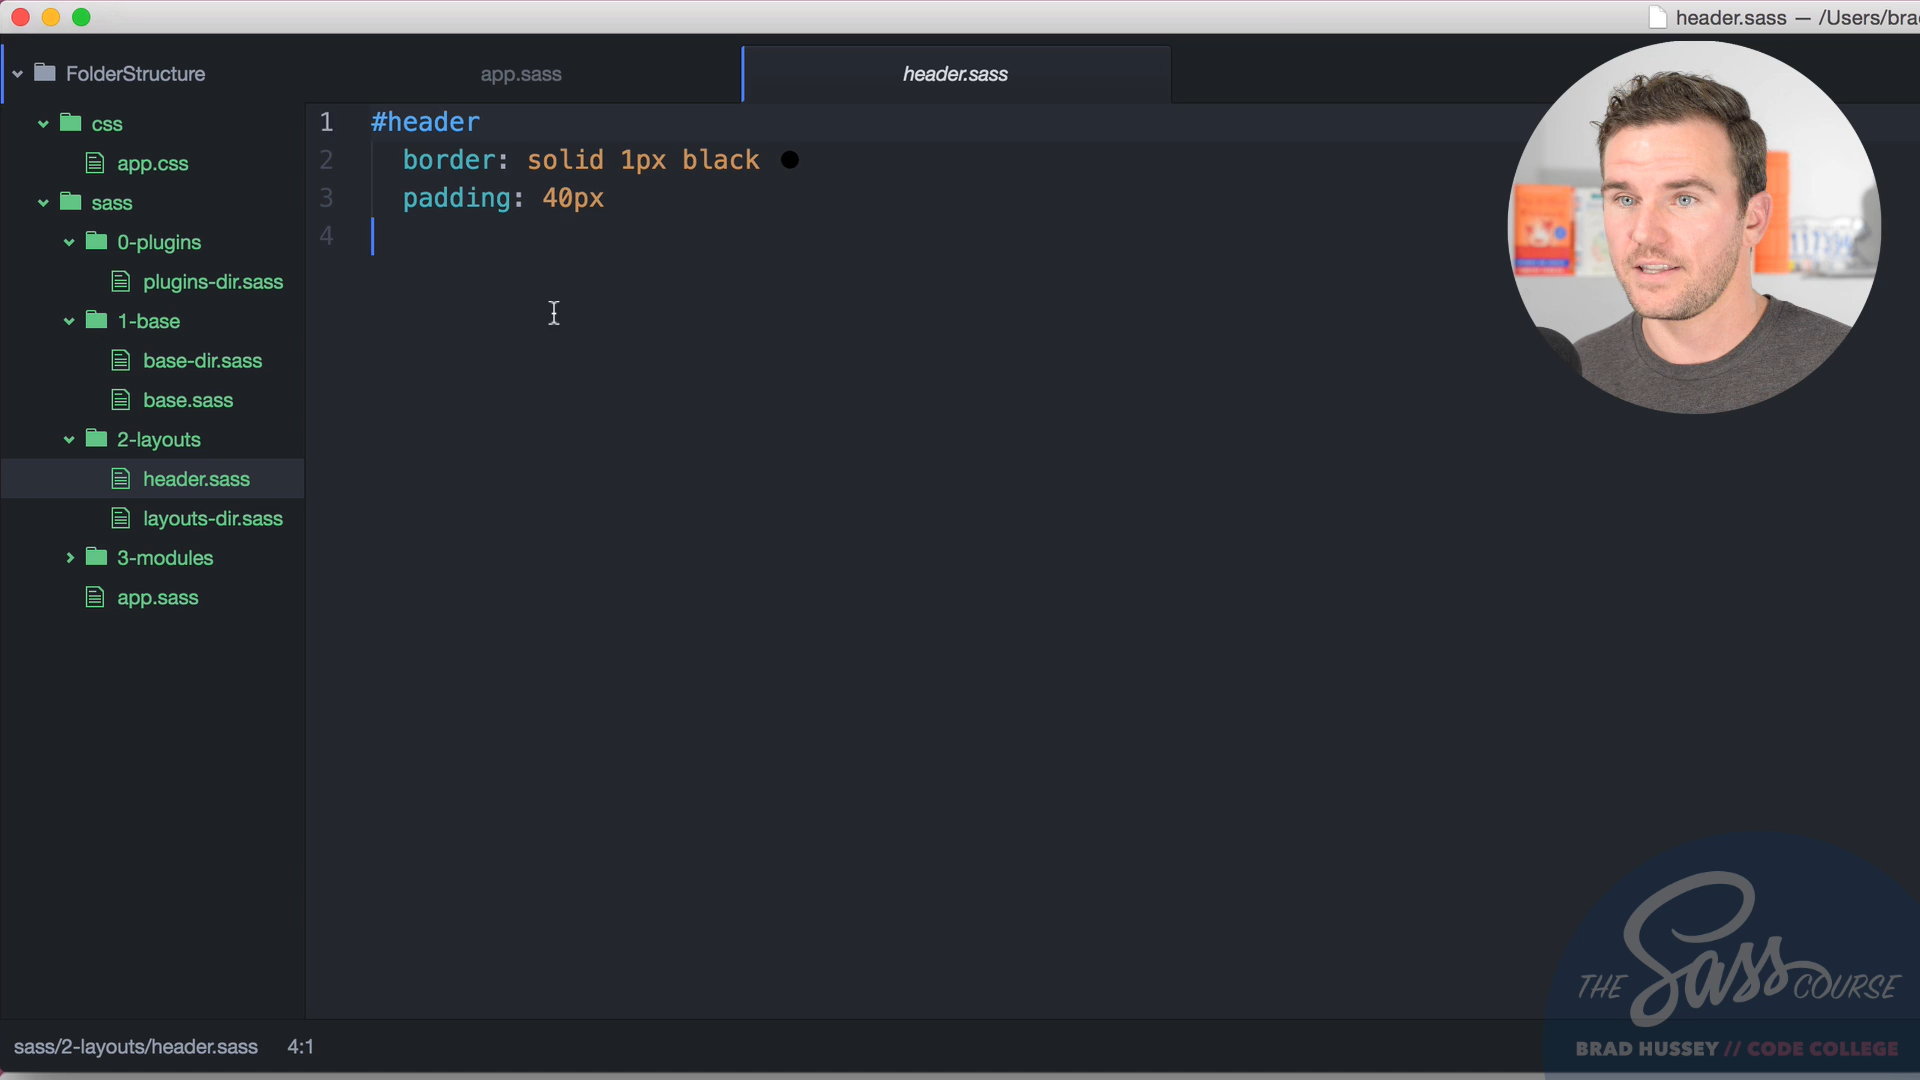 header.sass — /Users/brad
FolderStructure
app.sass
header.sass
css
app.css
sass
0-plugins
plugins-dir.sass
1-base
base-dir.sass
base.sass
2-layouts
header.sass
layouts-dir.sass
3-modules
app.sass
1 #header
2 border: solid 1px black
3 padding: 40px
4
sass/2-layouts/header.sass 4:1
THE Sass COURSE
BRAD HUSSEY // CODE COLLEGE